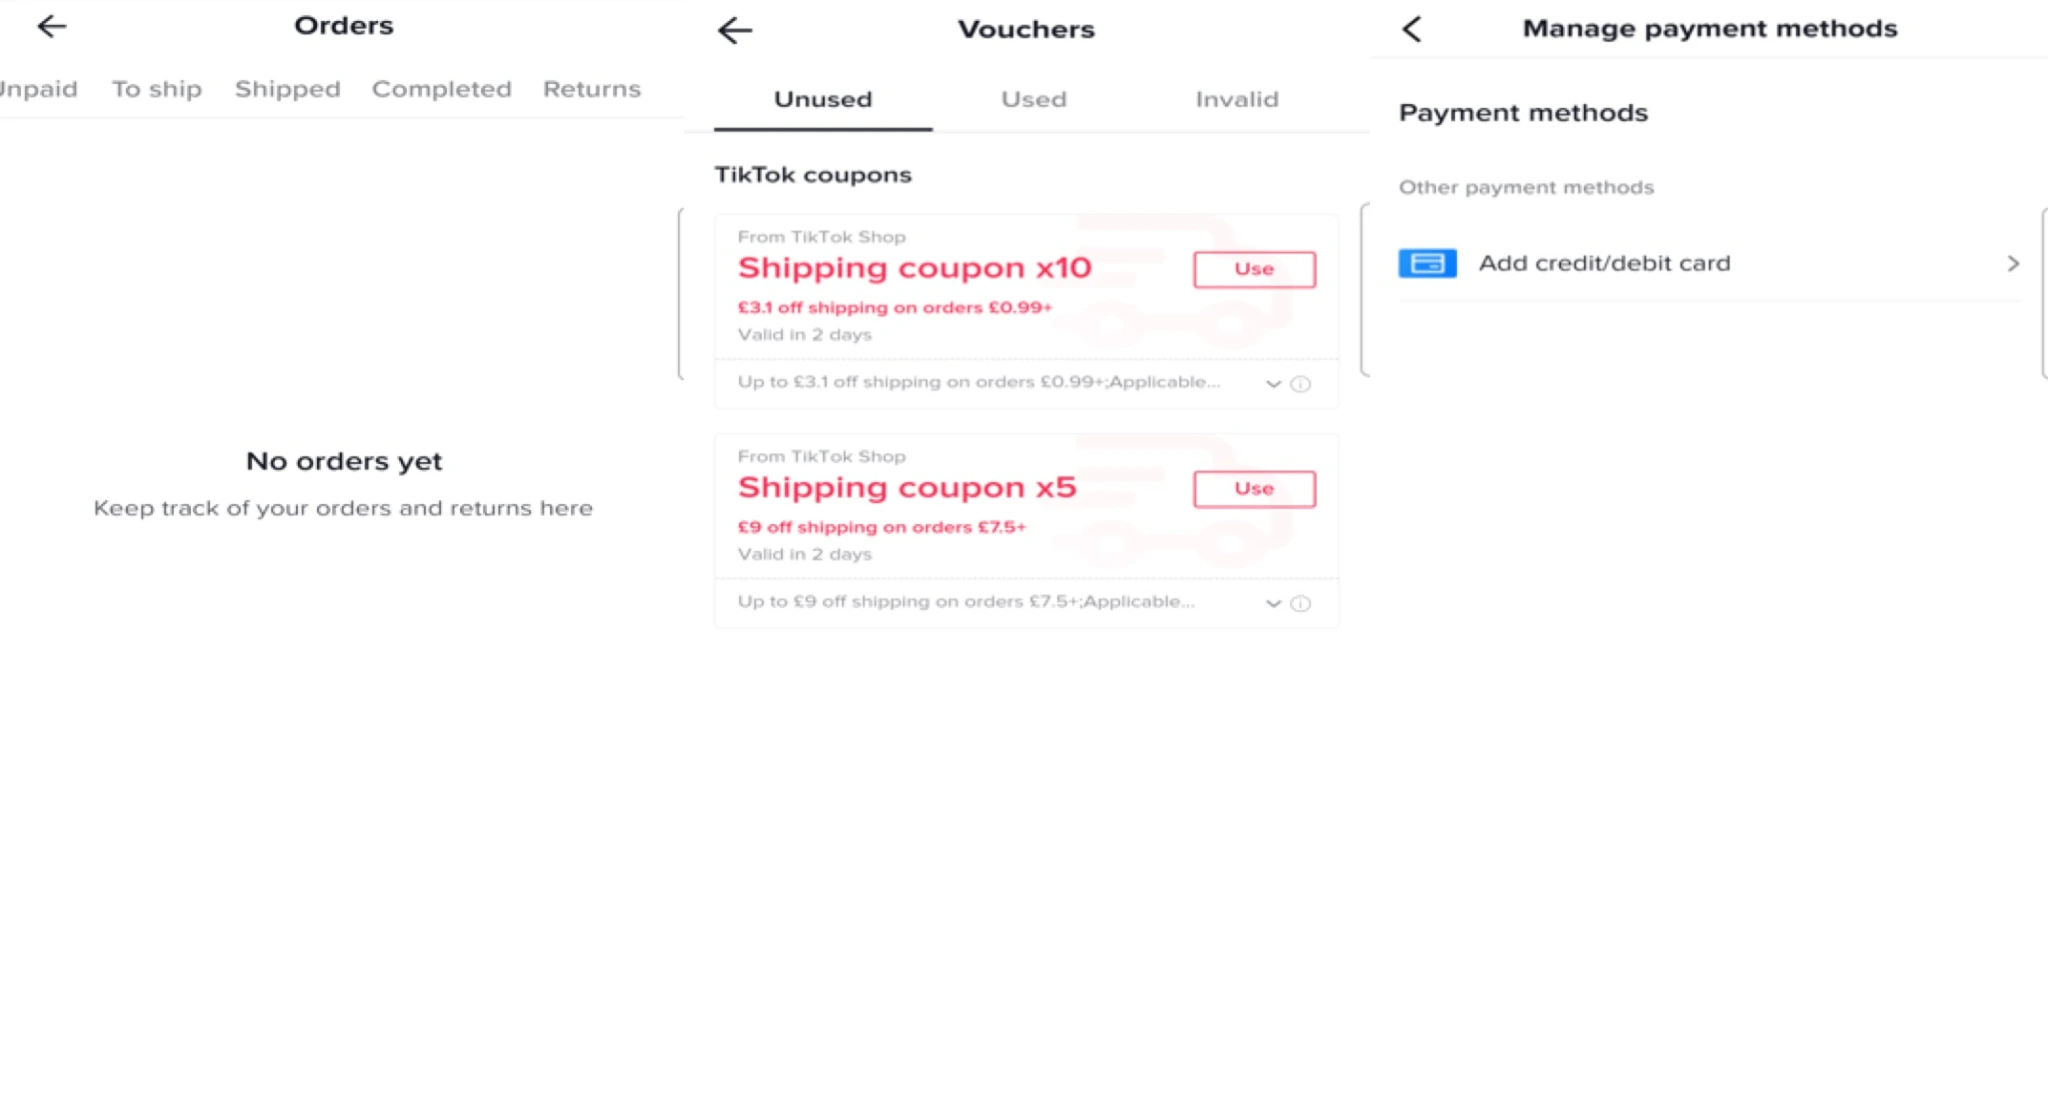 Orders
Unpaid To ship Shipped Completed Returns
No orders yet
Keep track of your orders and returns here
Vouchers
Unused Used Invalid
TikTok coupons
From TikTok Shop
Shipping coupon x10
Use
£3.1 off shipping on orders £0.99+
Valid in 2 days
Up to £3.1 off shipping on orders £0.99+;Applicable...
From TikTok Shop
Shipping coupon x5
Use
£9 off shipping on orders £7.5+
Valid in 2 days
Up to £9 off shipping on orders £7.5+;Applicable...
Manage payment methods
Payment methods
Other payment methods
Add credit/debit card